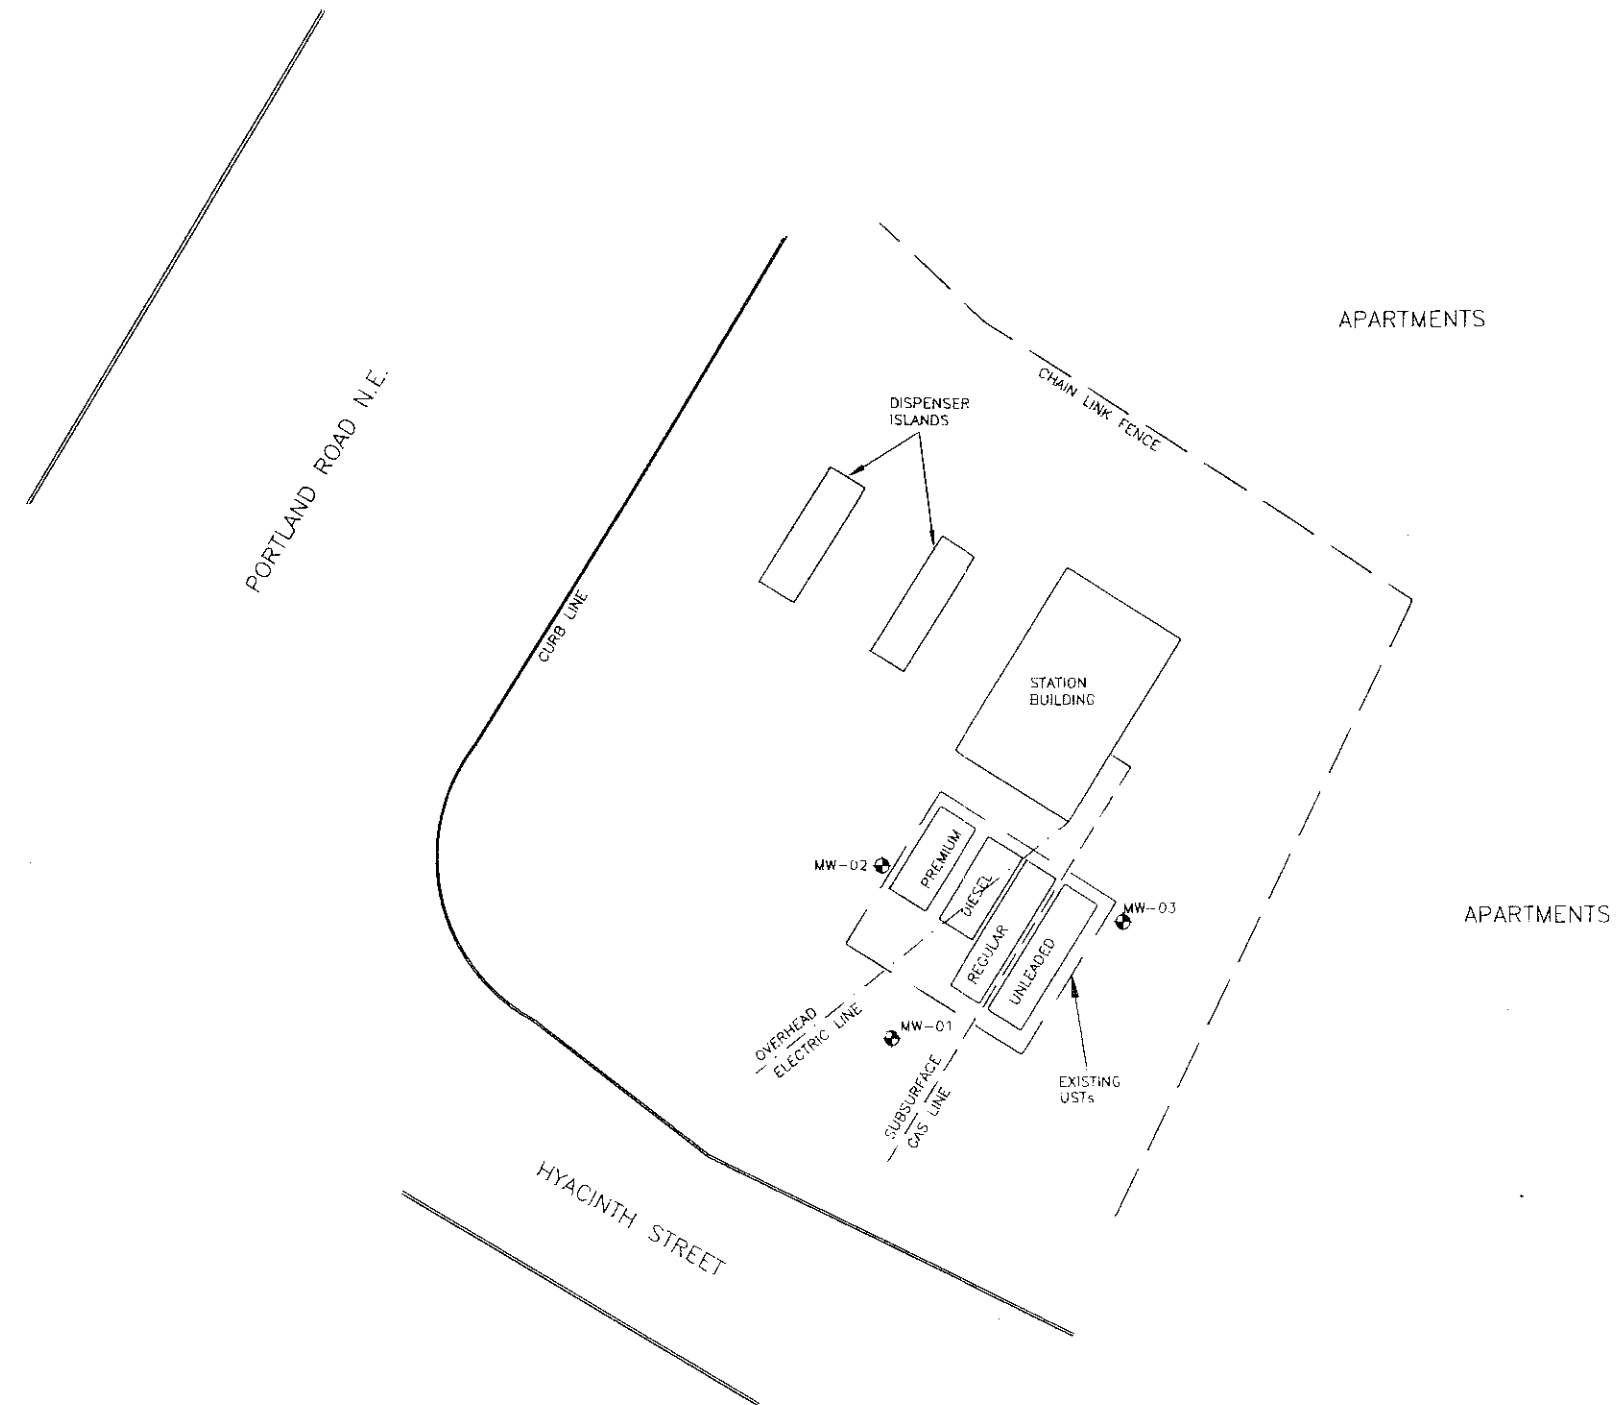 APARTMENTS
CHAIN LINK FENCE
PORTLAND ROAD N.E.
DISPENSER
ISLANDS
CURB LINE
STATION
BUILDING
PREMIUM
MW-02
DIESEL
MW-03
APARTMENTS
REGULAR
UNLEADED
OVERHEAD
ELECTRIC LINE
MW-01
SUBSURFACE
GAS LINE
EXISTING
USTs
HYACINTH STREET